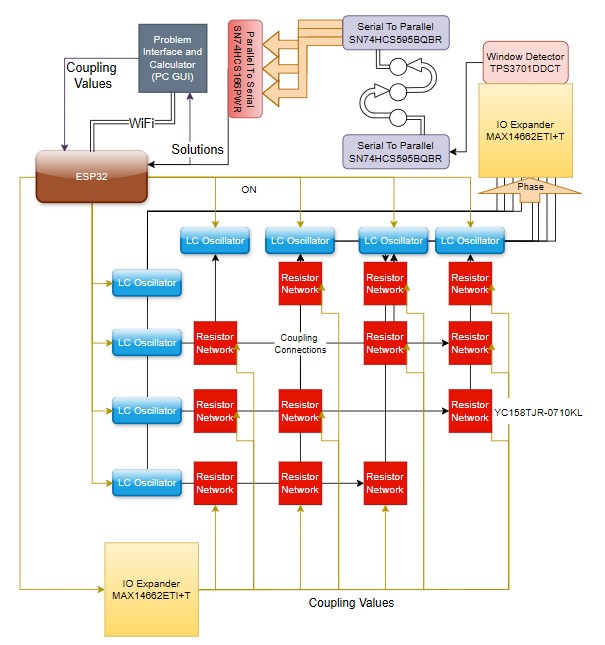 Problem
Interface and
Calculator
(PC GUI)
Parallel To Serial
SN74HCS166PWR
Serial To Parallel
SN74HCS595BQBR
Window Detector
TPS3701DDCT
Coupling
Values
IO Expander
MAX14662ETI+T
WiFi
Solutions
Serial To Parallel
SN74HCS595BQBR
ESP32
ON
Phase
LC Oscillator
LC Oscillator
LC Oscillator
LC Oscillator
LC Oscillator
Resistor
Network
Resistor
Network
Resistor
Network
LC Oscillator
Resistor
Network
Coupling
Connections
Resistor
Network
LC Oscillator
Resistor
Network
Resistor
Network
Resistor
Network
YC158TJR-0710KL
LC Oscillator
Resistor
Network
Resistor
Network
Resistor
Network
IO Expander
MAX14662ETI+T
Coupling Values